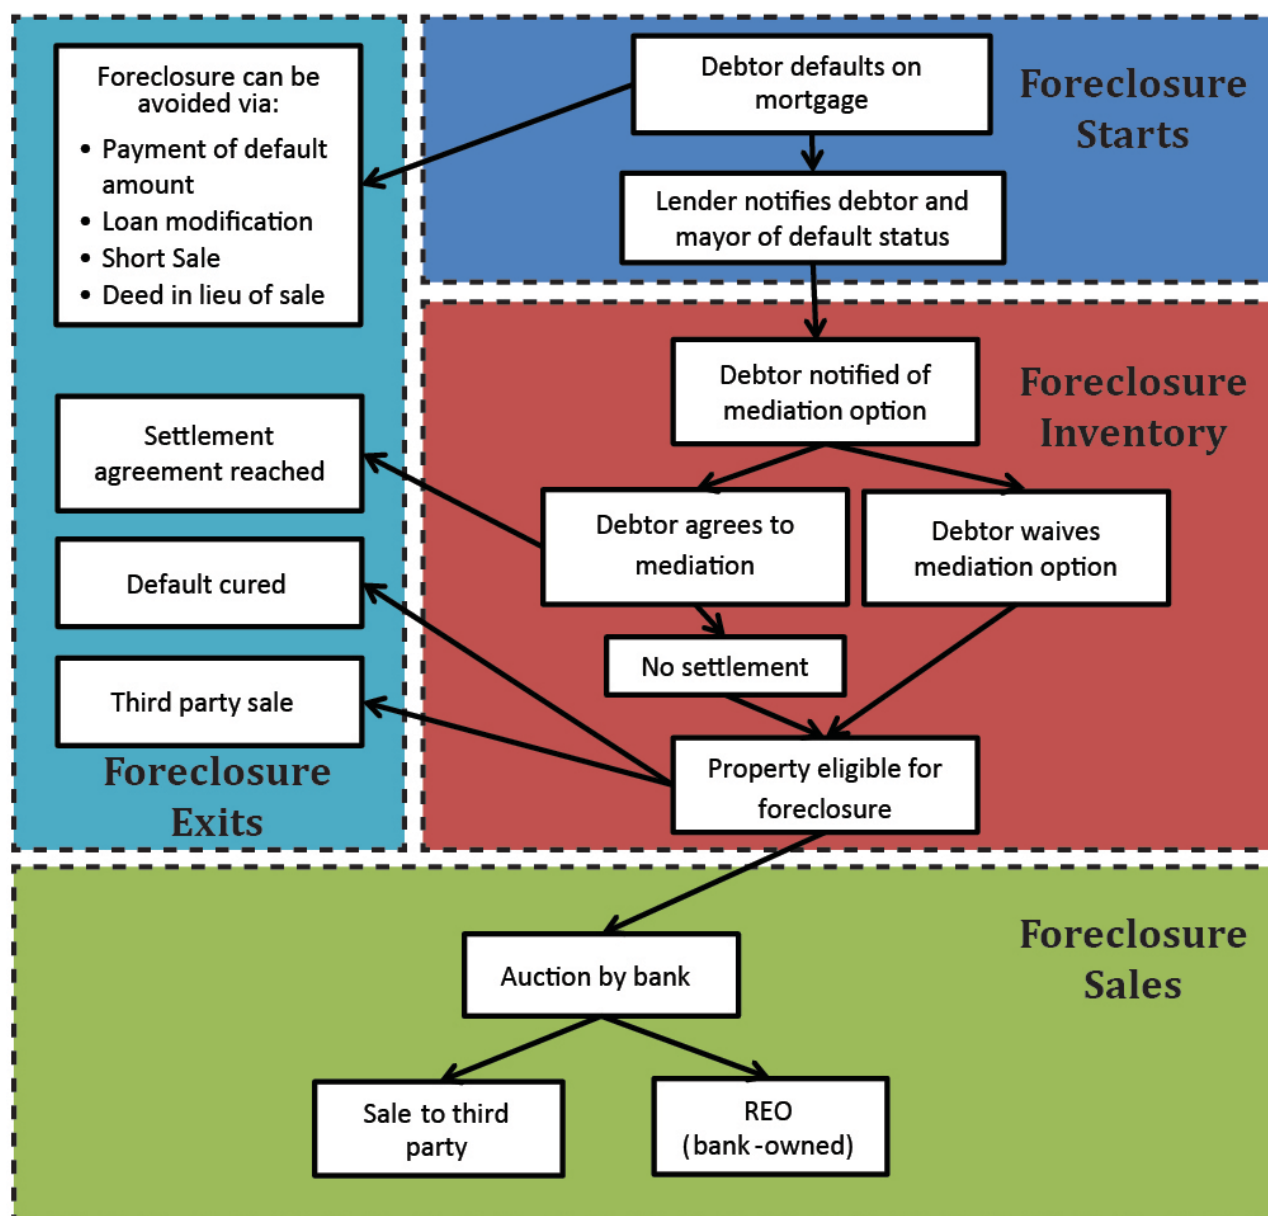 Foreclosure can be
avoided via:
• Payment of default
amount
• Loan modification
• Short Sale
• Deed in lieu of sale
Settlement
agreement reached
Default cured
Third party sale
Foreclosure
Exits
Debtor defaults on
mortgage
Lender notifies debtor and
mayor of default status
Foreclosure
Starts
Debtor notified of
mediation option
Foreclosure
Inventory
Debtor agrees to
mediation
Debtor waives
mediation option
No settlement
Property eligible for
foreclosure
Foreclosure
Sales
Auction by bank
Sale to third
party
REO
(bank-owned)